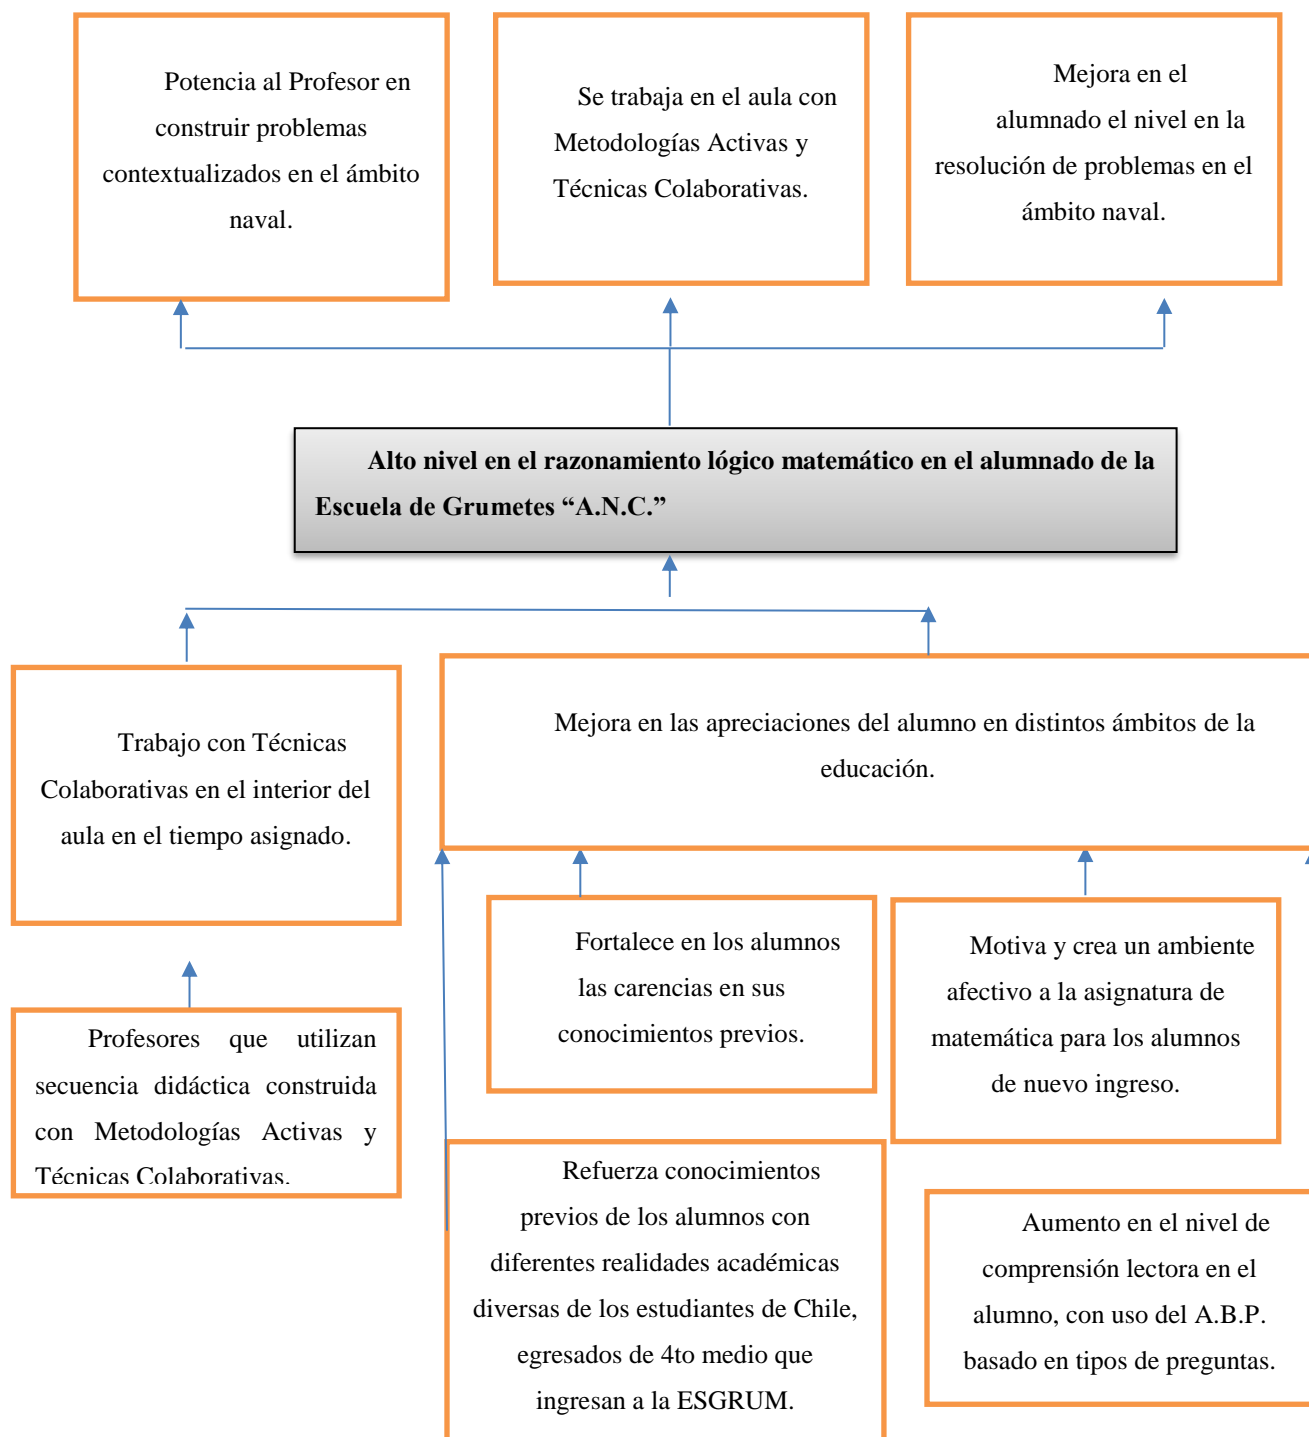 Potencia al Profesor en
construir problemas
contextualizados en el ámbito
naval.
Se trabaja en el aula con
Metodologías Activas y
Técnicas Colaborativas.
Mejora en el
alumnado el nivel en la
resolución de problemas en el
ámbito naval.
Alto nivel en el razonamiento lógico matemático en el alumnado de la
Escuela de Grumetes “A.N.C.”
Trabajo con Técnicas
Colaborativas en el interior del
aula en el tiempo asignado.
Mejora en las apreciaciones del alumno en distintos ámbitos de la
educación.
Profesores que utilizan
secuencia didáctica construida
con Metodologías Activas y
Técnicas Colaborativas.
Fortalece en los alumnos
las carencias en sus
conocimientos previos.
Motiva y crea un ambiente
afectivo a la asignatura de
matemática para los alumnos
de nuevo ingreso.
Refuerza conocimientos
previos de los alumnos con
diferentes realidades académicas
diversas de los estudiantes de Chile,
egresados de 4to medio que
ingresan a la ESGRUM.
Aumento en el nivel de
comprensión lectora en el
alumno, con uso del A.B.P.
basado en tipos de preguntas.